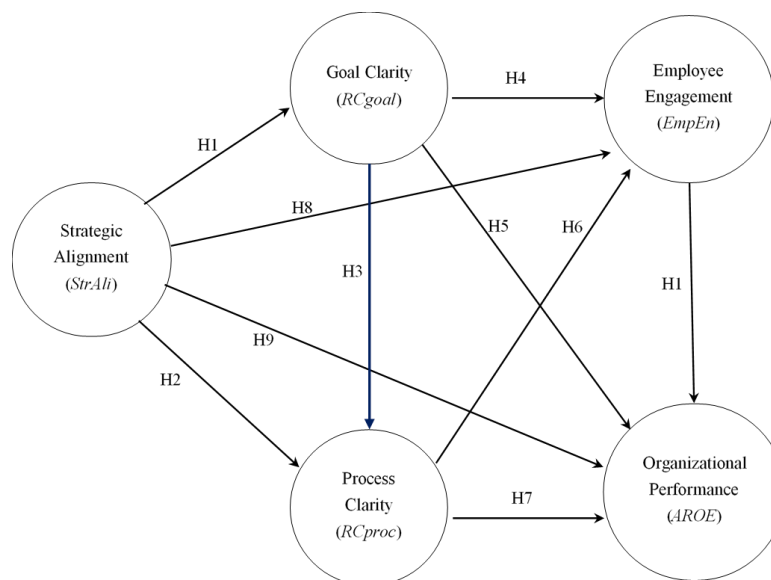 Goal Clarity
(RCgoal)
H4
Employee
Engagement
(EmpEn)
H1
H8
H5
H6
Strategic
Alignment
(StrAli)
H3
H1
H9
H2
Process
Clarity
(RCproc)
H7
Organizational
Performance
(AROE)